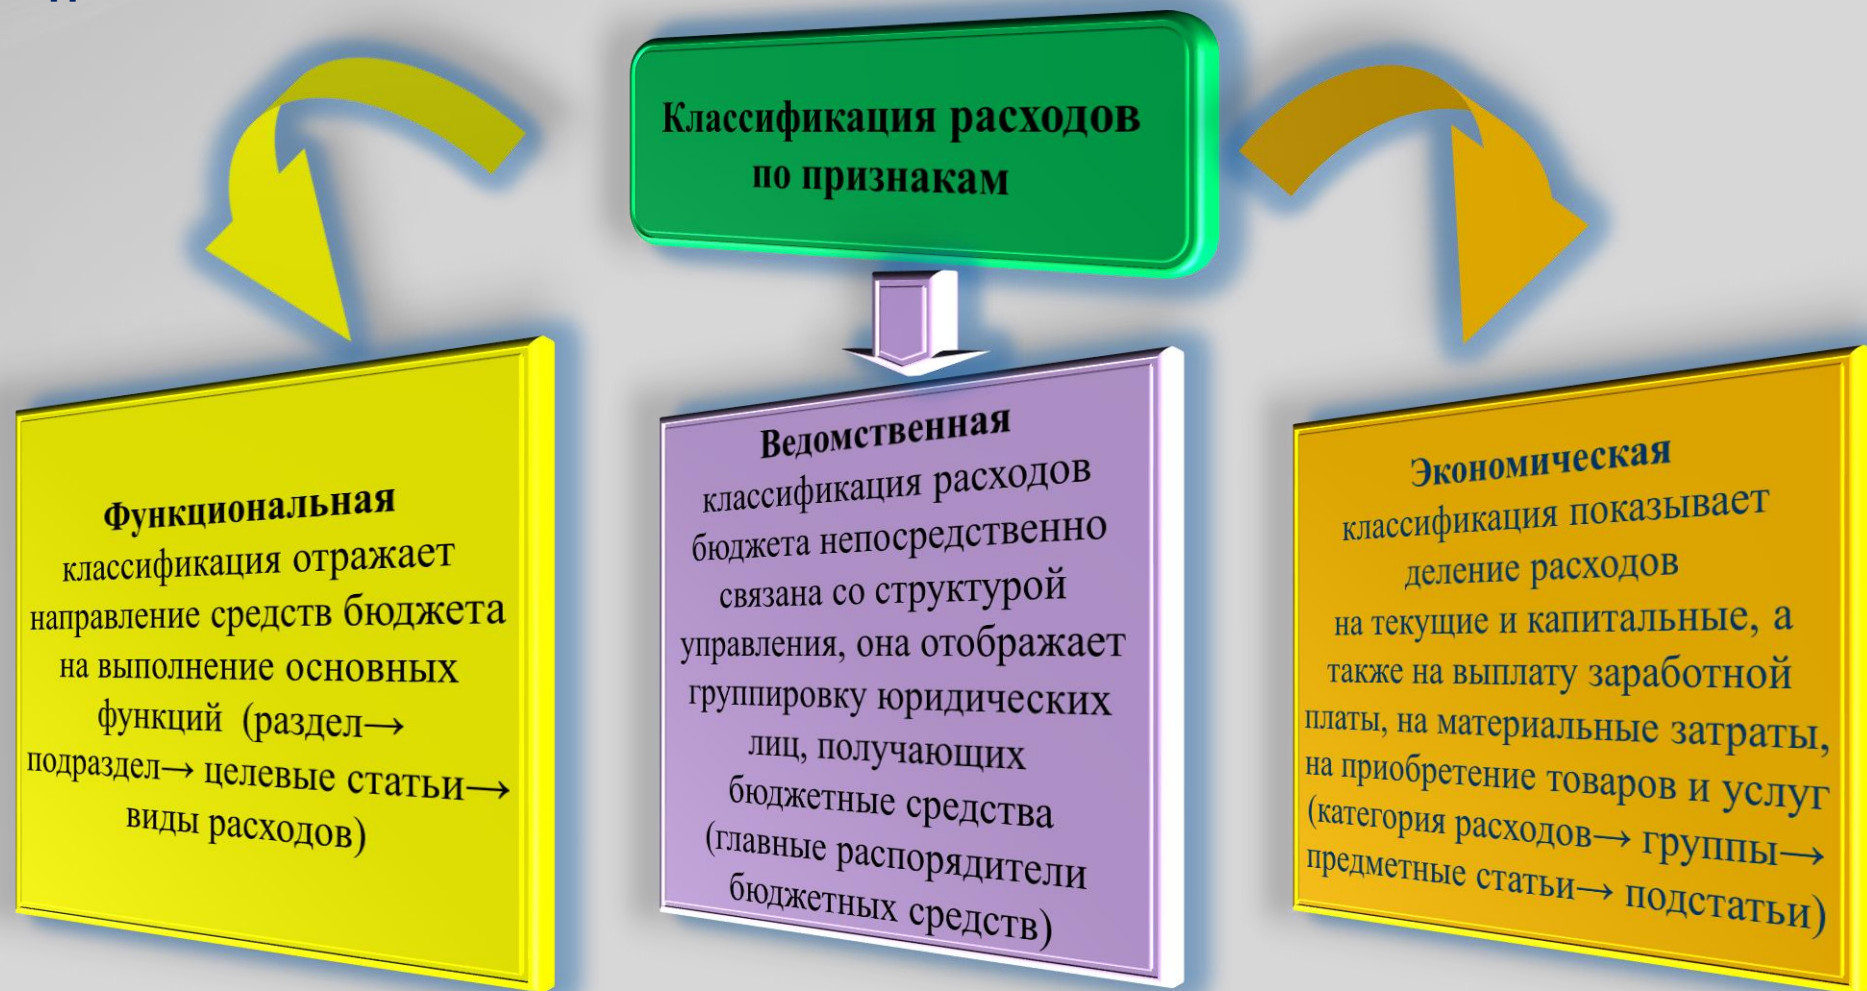 Классификация расходов
по признакам
Функциональная
классификация отражает
направление средств бюджета
на выполнение основных
функций (раздел→
подраздел→ целевые статьи→
виды расходов)
Ведомственная
классификация расходов
бюджета непосредственно
связана со структурой
управления, она отображает
группировку юридических
лиц, получающих
бюджетные средства
(главные распорядители
бюджетных средств)
Экономическая
классификация показывает
деление расходов
на текущие и капитальные, а
также на выплату заработной
платы, на материальные затраты,
на приобретение товаров и услуг
(категория расходов→ группы→
предметные статьи→ подстатьи)